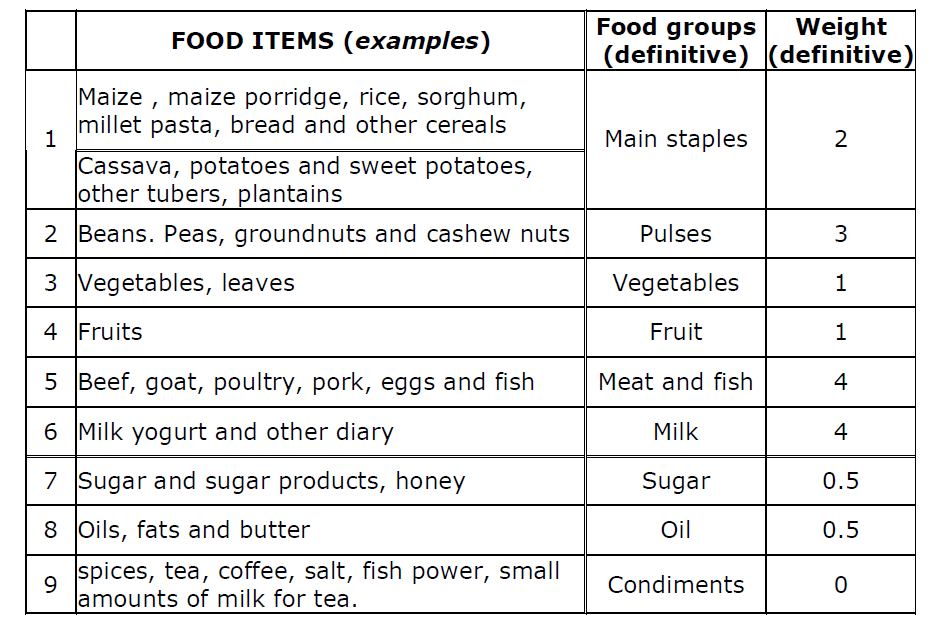 FOOD ITEMS (examples)
Food groups
(definitive)
Weight
(definitive)
1
Maize , maize porridge, rice, sorghum,
millet pasta, bread and other cereals
Cassava, potatoes and sweet potatoes,
other tubers, plantains
Main staples
2
2
Beans. Peas, groundnuts and cashew nuts
Pulses
3
3
Vegetables, leaves
Vegetables
1
4
Fruits
Fruit
1
5
Beef, goat, poultry, pork, eggs and fish
Meat and fish
4
6
Milk yogurt and other diary
Milk
4
7
Sugar and sugar products, honey
Sugar
0.5
8
Oils, fats and butter
Oil
0.5
9
spices, tea, coffee, salt, fish power, small
amounts of milk for tea.
Condiments
0